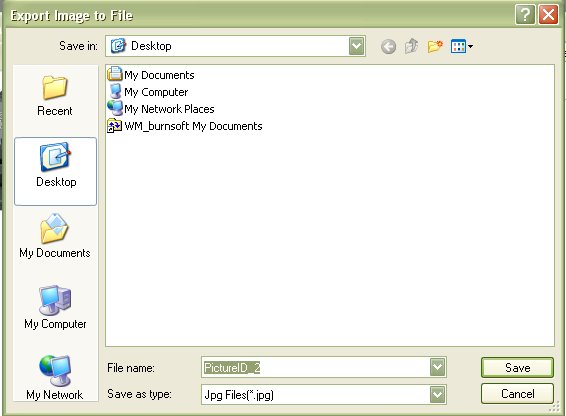 Export Image to File
Save in:
Desktop
Recent
Desktop
My Documents
My Computer
My Network
My Documents
My Computer
My Network Places
WM_burnsoft My Documents
File name:
PictureID_2
Save
Save as type:
Jpg Files(*.jpg)
Cancel